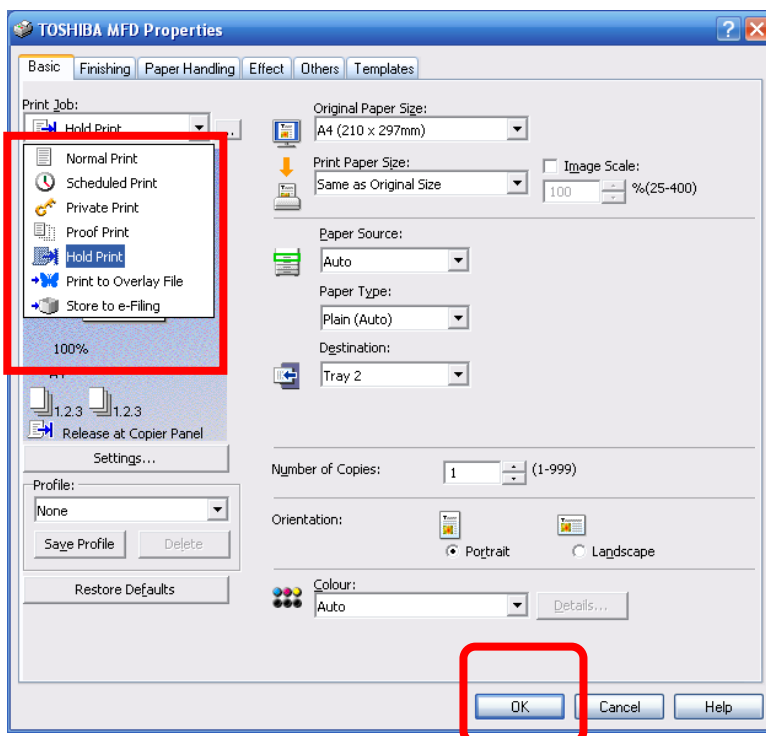 TOSHIBA MFD Properties
Basic Finishing Paper Handling Effect Others Templates
Print Job:
Hold Print ...
Normal Print
Scheduled Print
Private Print
Proof Print
Hold Print
Print to Overlay File
Store to e-Filing
100%
1.2.3 1.2.3
Release at Copier Panel
Settings...
Profile:
None
Save Profile Delete
Restore Defaults
Original Paper Size:
A4 (210 x 297mm)
Print Paper Size:
Same as Original Size
Image Scale:
100 %(25-400)
Paper Source:
Auto
Paper Type:
Plain (Auto)
Destination:
Tray 2
Number of Copies: 1 (1-999)
Orientation:
Portrait Landscape
Colour:
Auto Details...
OK Cancel Help